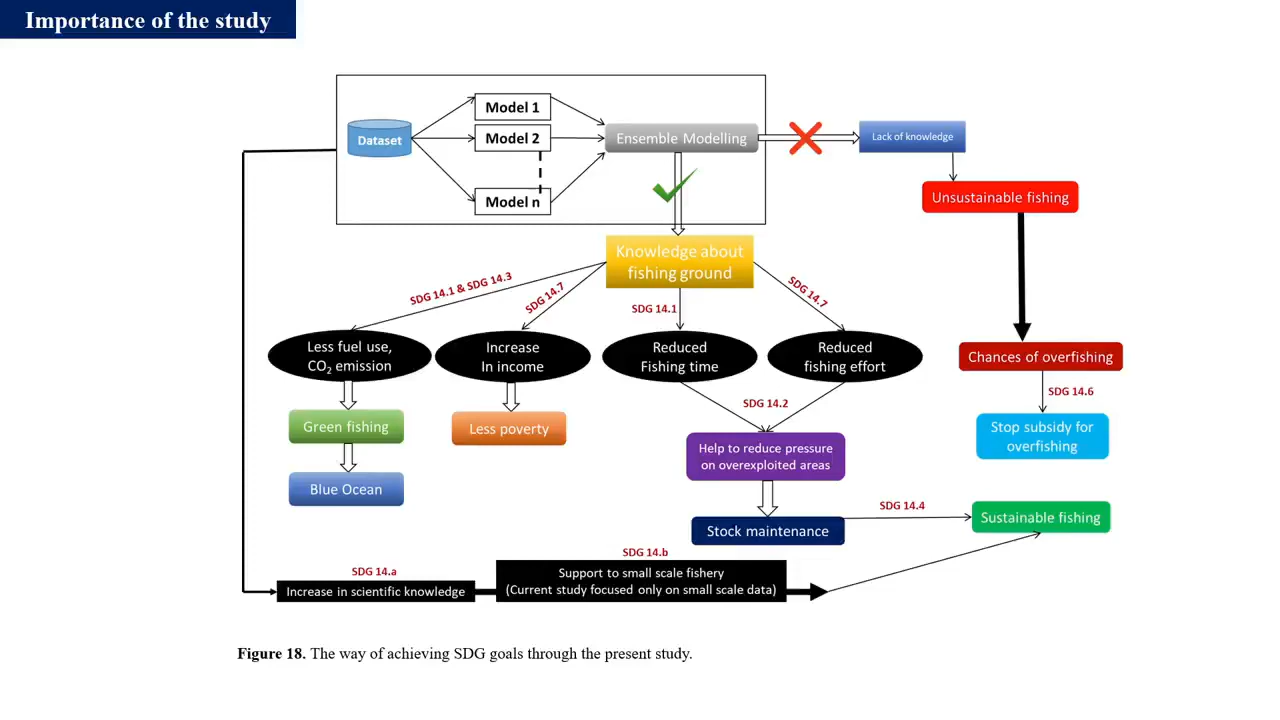 Importance of the study
Dataset
Model 1
Model 2
Model n
Ensemble Modelling
Lack of knowledge
Unsustainable fishing
Knowledge about
fishing ground
SDG 14.1 & SDG 14.3
SDG 14.7
SDG 14.1
SDG 14.7
Less fuel use,
CO2 emission
Increase
In income
Reduced
Fishing time
Reduced
fishing effort
Chances of overfishing
SDG 14.6
SDG 14.2
Green fishing
Less poverty
Stop subsidy for
overfishing
Help to reduce pressure
on overexploited areas
Blue Ocean
SDG 14.4
Stock maintenance
Sustainable fishing
SDG 14.a
SDG 14.b
Increase in scientific knowledge
Support to small scale fishery
(Current study focused only on small scale data)
Figure 18. The way of achieving SDG goals through the present study.